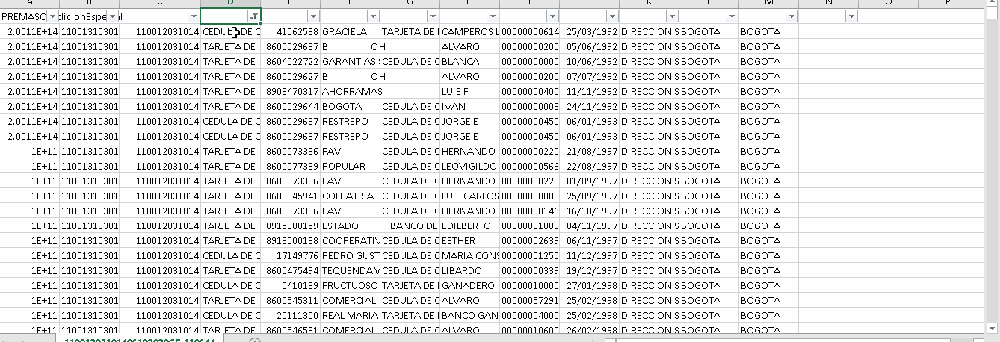 A B C D E F G H I J K L M N O P
PREMASC dicionEspe al
2.0011E+14 11001310301 110012031014 CEDULA DE C 41562538 GRACIELA TARJETA DE I CAMPEROS L 00000000614 25/03/1992 DIRECCION S BOGOTA BOGOTA
2.0011E+14 11001310301 110012031014 TARJETA DE I 8600029637 B C H ALVARO 00000000200 05/06/1992 DIRECCION S BOGOTA BOGOTA
2.0011E+14 11001310301 110012031014 TARJETA DE I 8604022722 GARANTIAS S CEDULA DE C BLANCA 00000000000 10/06/1992 DIRECCION S BOGOTA BOGOTA
2.0011E+14 11001310301 110012031014 TARJETA DE I 8600029627 B C H ALVARO 00000000200 07/07/1992 DIRECCION S BOGOTA BOGOTA
2.0011E+14 11001310301 110012031014 TARJETA DE I 8903470317 AHORRAMAS LUIS F 00000000400 11/11/1992 DIRECCION S BOGOTA BOGOTA
2.0011E+14 11001310301 110012031014 TARJETA DE I 8600029644 BOGOTA CEDULA DE C IVAN 00000000003 24/11/1992 DIRECCION S BOGOTA BOGOTA
2.0011E+14 11001310301 110012031014 CEDULA DE C 8600029637 RESTREPO CEDULA DE C JORGE E 00000000450 06/01/1993 DIRECCION S BOGOTA BOGOTA
2.0011E+14 11001310301 110012031014 CEDULA DE C 8600029637 RESTREPO CEDULA DE C JORGE E 00000000450 06/01/1993 DIRECCION S BOGOTA BOGOTA
1E+11 11001310301 110012031014 TARJETA DE I 8600073386 FAVI CEDULA DE C HERNANDO 00000000220 21/08/1997 DIRECCION S BOGOTA BOGOTA
1E+11 11001310301 110012031014 TARJETA DE I 8600077389 POPULAR CEDULA DE C LEOVIGILDO 00000000566 22/08/1997 DIRECCION S BOGOTA BOGOTA
1E+11 11001310301 110012031014 TARJETA DE I 8600073386 FAVI CEDULA DE C HERNANDO 00000000220 01/09/1997 DIRECCION S BOGOTA BOGOTA
1E+11 11001310301 110012031014 TARJETA DE I 8600345941 COLPATRIA CEDULA DE C LUIS CARLOS 00000000080 25/09/1997 DIRECCION S BOGOTA BOGOTA
1E+11 11001310301 110012031014 TARJETA DE I 8600073386 FAVI CEDULA DE C HERNANDO 00000000146 16/10/1997 DIRECCION S BOGOTA BOGOTA
1E+11 11001310301 110012031014 TARJETA DE I 8915000159 ESTADO BANCO DEL EDILBERTO 00000001000 04/11/1997 DIRECCION S BOGOTA BOGOTA
1E+11 11001310301 110012031014 TARJETA DE I 8918000188 COOPERATIV CEDULA DE C ESTHER 00000002639 06/11/1997 DIRECCION S BOGOTA BOGOTA
1E+11 11001310301 110012031014 CEDULA DE C 17149776 PEDRO GUST CEDULA DE C MARIA CONS 00000001250 11/12/1997 DIRECCION S BOGOTA BOGOTA
1E+11 11001310301 110012031014 TARJETA DE I 8600475494 TEQUENDAM CEDULA DE C LIBARDO 00000000339 19/12/1997 DIRECCION S BOGOTA BOGOTA
1E+11 11001310301 110012031014 CEDULA DE C 5410189 FRUCTUOSO TARJETA DE I GANADERO 00000010000 27/01/1998 DIRECCION S BOGOTA BOGOTA
1E+11 11001310301 110012031014 TARJETA DE I 8600545311 COMERCIAL CEDULA DE C ALVARO 00000057291 25/02/1998 DIRECCION S BOGOTA BOGOTA
1E+11 11001310301 110012031014 CEDULA DE C 20111300 REAL MARIA TARJETA DE I BANCO GAN 00000004000 25/02/1998 DIRECCION S BOGOTA BOGOTA
1E+11 11001310301 110012031014 TARJETA DE I 8600546531 COMERCIAL CEDULA DE C ALVARO 00000010600 26/02/1998 DIRECCION S BOGOTA BOGOTA